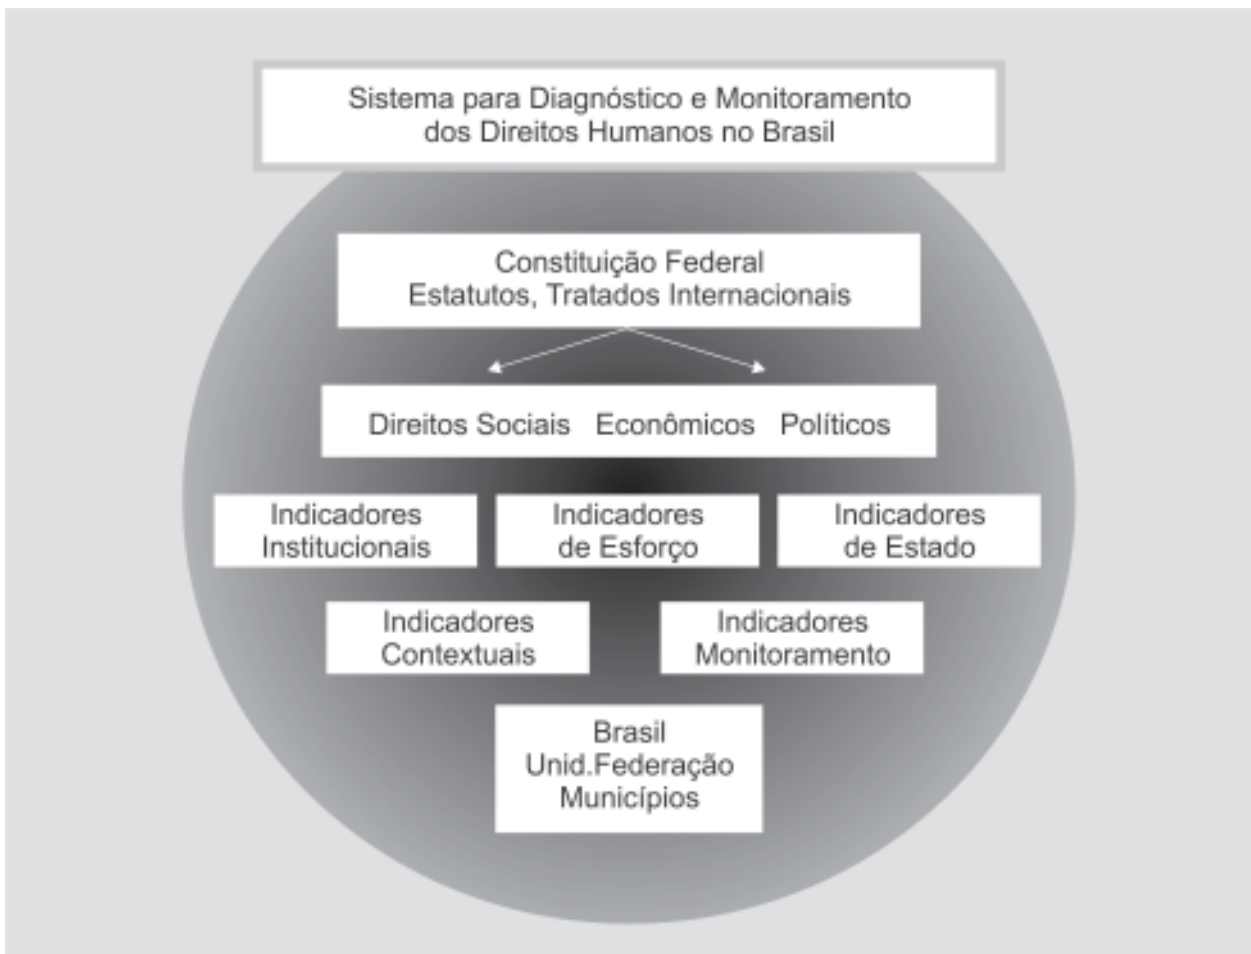 Sistema para Diagnóstico e Monitoramento
dos Direitos Humanos no Brasil
Constituição Federal
Estatutos, Tratados Internacionais
Direitos Sociais Econômicos Políticos
Indicadores
Institucionais
Indicadores
de Esforço
Indicadores
de Estado
Indicadores
Contextuais
Indicadores
Monitoramento
Brasil
Unid.Federação
Municípios